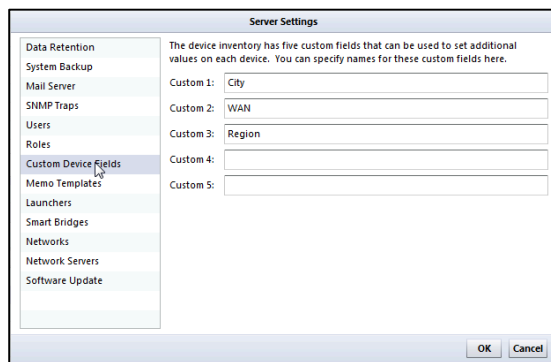 Server Settings
Data Retention
System Backup
Mail Server
SNMP Traps
Users
Roles
Custom Device Fields
Memo Templates
Launchers
Smart Bridges
Networks
Network Servers
Software Update
The device inventory has five custom fields that can be used to set additional
values on each device. You can specify names for these custom fields here.
Custom 1: City
Custom 2: WAN
Custom 3: Region
Custom 4:
Custom 5:
OK Cancel